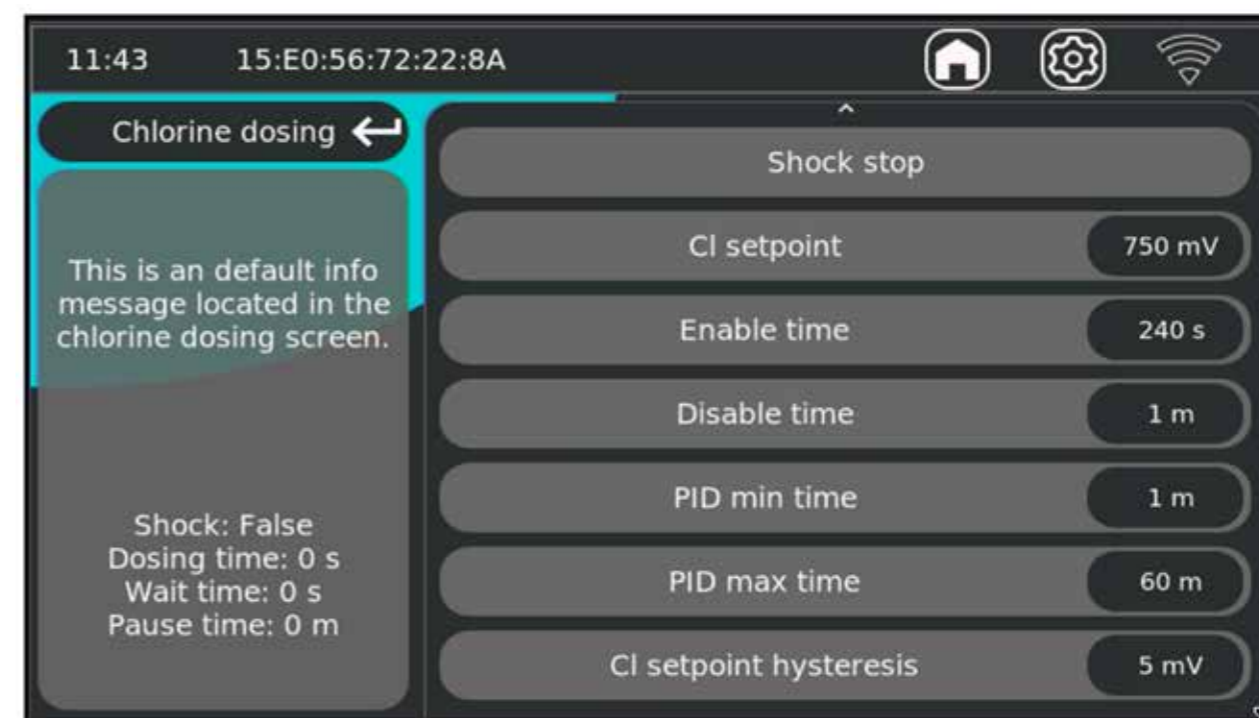 11:43 15:E0:56:72:22:8A
Chlorine dosing
This is an default info
message located in the
chlorine dosing screen.
Shock: False
Dosing time: 0 s
Wait time: 0 s
Pause time: 0 m
Shock stop
Cl setpoint 750 mV
Enable time 240 s
Disable time 1 m
PID min time 1 m
PID max time 60 m
Cl setpoint hysteresis 5 mV